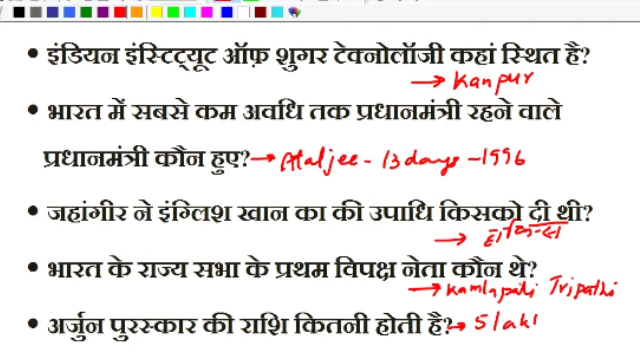 • इंडियन इंस्टिट्यूट ऑफ़ शुगर टेक्नोलॉजी कहां स्थित है?
→ Kanpur
• भारत में सबसे कम अवधि तक प्रधानमंत्री रहने वाले
प्रधानमंत्री कौन हुए? → Ataljee - 13 days - 1996
• जहांगीर ने इंग्लिश खान का की उपाधि किसको दी थी?
→
• भारत के राज्य सभा के प्रथम विपक्ष नेता कौन थे?
→ Kamlapati Tripathi
• अर्जुन पुरस्कार की राशि कितनी होती है? → 5 lakh